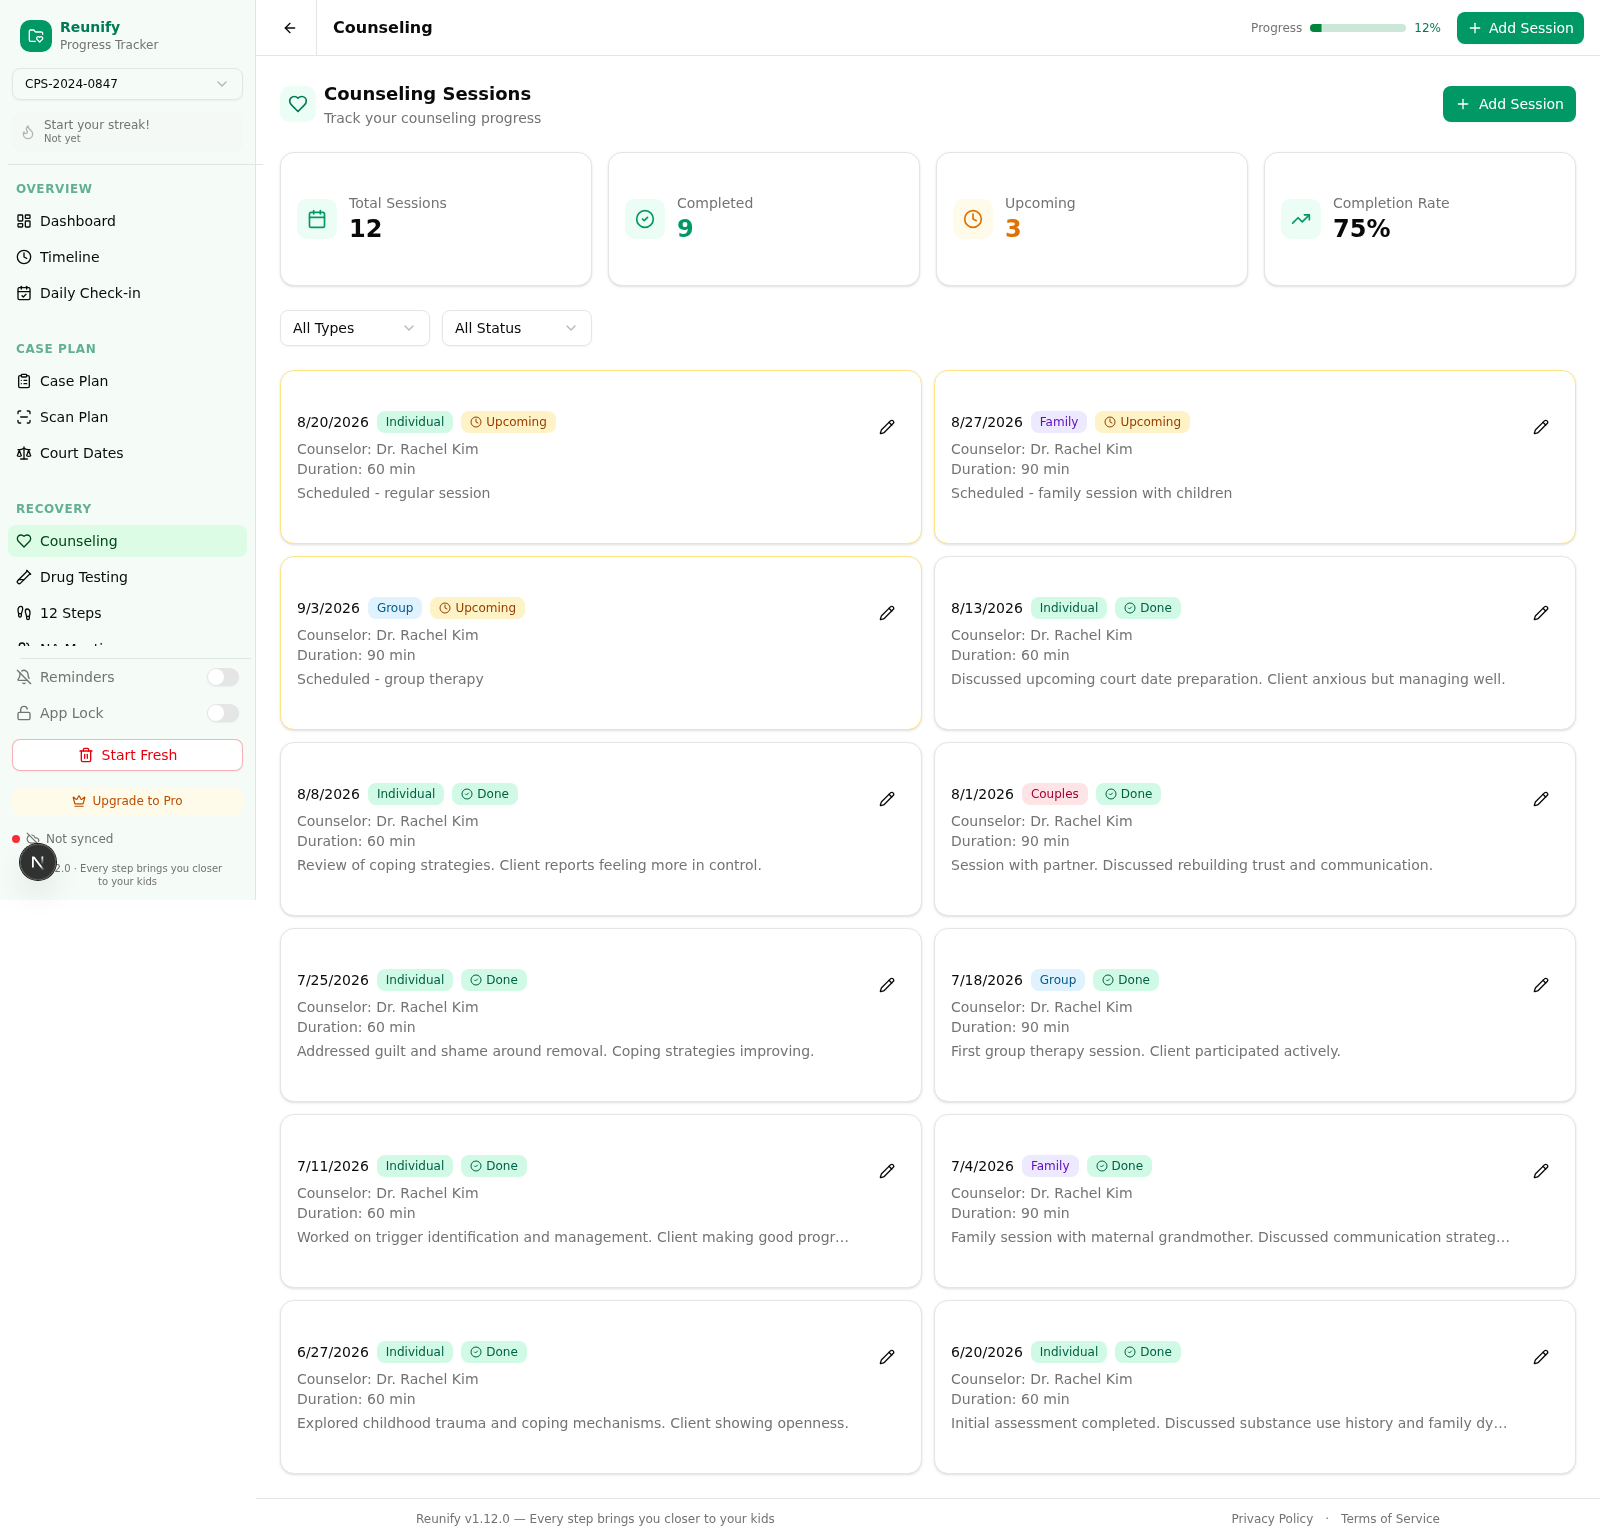 Reunify
Progress Tracker
CPS-2024-0847
Start your streak!
Not yet
OVERVIEW
Dashboard
Timeline
Daily Check-in
CASE PLAN
Case Plan
Scan Plan
Court Dates
RECOVERY
Counseling
Drug Testing
12 Steps
Reminders
App Lock
Start Fresh
Upgrade to Pro
Not synced
N
2.0 · Every step brings you closer
to your kids
Counseling
Progress 12%
Add Session
Counseling Sessions
Track your counseling progress
Add Session
Total Sessions
12
Completed
9
Upcoming
3
Completion Rate
75%
All Types
All Status
8/20/2026 Individual Upcoming
Counselor: Dr. Rachel Kim
Duration: 60 min
Scheduled - regular session
8/27/2026 Family Upcoming
Counselor: Dr. Rachel Kim
Duration: 90 min
Scheduled - family session with children
9/3/2026 Group Upcoming
Counselor: Dr. Rachel Kim
Duration: 90 min
Scheduled - group therapy
8/13/2026 Individual Done
Counselor: Dr. Rachel Kim
Duration: 60 min
Discussed upcoming court date preparation. Client anxious but managing well.
8/8/2026 Individual Done
Counselor: Dr. Rachel Kim
Duration: 60 min
Review of coping strategies. Client reports feeling more in control.
8/1/2026 Couples Done
Counselor: Dr. Rachel Kim
Duration: 90 min
Session with partner. Discussed rebuilding trust and communication.
7/25/2026 Individual Done
Counselor: Dr. Rachel Kim
Duration: 60 min
Addressed guilt and shame around removal. Coping strategies improving.
7/18/2026 Group Done
Counselor: Dr. Rachel Kim
Duration: 90 min
First group therapy session. Client participated actively.
7/11/2026 Individual Done
Counselor: Dr. Rachel Kim
Duration: 60 min
Worked on trigger identification and management. Client making good progr...
7/4/2026 Family Done
Counselor: Dr. Rachel Kim
Duration: 90 min
Family session with maternal grandmother. Discussed communication strateg...
6/27/2026 Individual Done
Counselor: Dr. Rachel Kim
Duration: 60 min
Explored childhood trauma and coping mechanisms. Client showing openness.
6/20/2026 Individual Done
Counselor: Dr. Rachel Kim
Duration: 60 min
Initial assessment completed. Discussed substance use history and family dy...
Reunify v1.12.0 — Every step brings you closer to your kids
Privacy Policy · Terms of Service